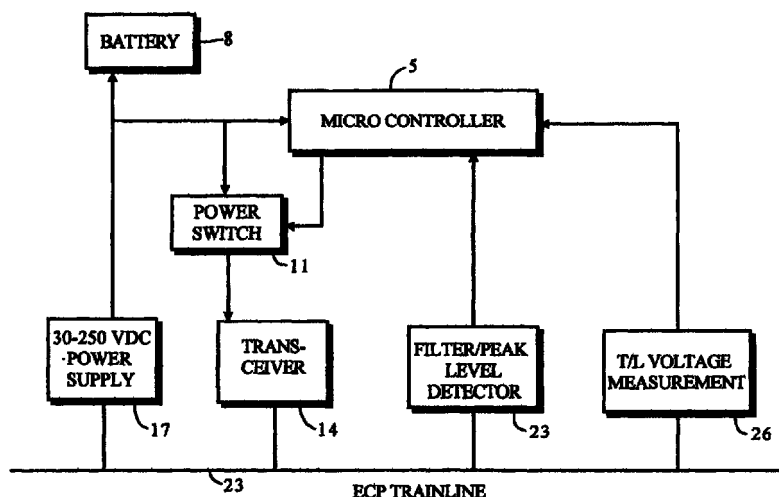 BATTERY
8
5
MICRO CONTROLLER
POWER
SWITCH
11
30-250 VDC
·POWER
SUPPLY
17
TRANS-
CEIVER
14
FILTER/PEAK
LEVEL
DETECTOR
23
T/L VOLTAGE
MEASUREMENT
26
23
ECP TRAINLINE